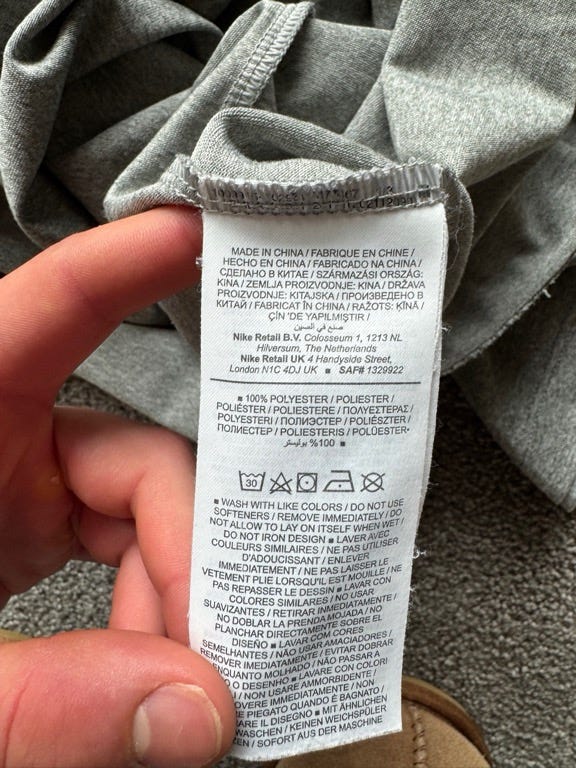 MADE IN CHINA / FABRIQUE EN CHINE /
HECHO EN CHINA / FABRICADO NA CHINA /
СДЕЛАНО В КИТАЕ / SZÁRMAZÁSI ORSZÁG:
KINA / ZEMLJA PROIZVODNJE: KINA / DRŽAVA
PROIZVODNJE: KITAJSKA / ПРОИЗВЕДЕНО В
КИТАЙ / FABRICAT ÎN CHINA / RAŽOTS: ĶĪNĀ /
ÇİN 'DE YAPILMIŞTIR /
صنع في الصين
Nike Retail B.V. Colosseum 1, 1213 NL
Hilversum, The Netherlands
Nike Retail UK 4 Handyside Street,
London N1C 4DJ UK ■ SAF# 1329922
■ 100% POLYESTER / POLIESTER /
POLIÉSTER / POLIESTERE / ΠΟΛΥΕΣΤΕΡΑΣ /
POLYESTERI / ПОЛИЭСТЕР / POLIÉSZTER /
ПОЛИЕСТЕР / POLIESTERIS / POLÜESTER
100% بوليستر ■
30
■ WASH WITH LIKE COLORS / DO NOT USE
SOFTENERS / REMOVE IMMEDIATELY / DO
NOT ALLOW TO LAY ON ITSELF WHEN WET /
DO NOT IRON DESIGN ■ LAVER AVEC
COULEURS SIMILAIRES / NE PAS UTILISER
D'ADOUCISSANT / ENLEVER
IMMEDIATEMENT / NE PAS LAISSER LE
VETEMENT PLIE LORSQU'IL EST MOUILLE / NE
PAS REPASSER LE DESSIN ■ LAVAR CON
COLORES SIMILARES / NO USAR
SUAVIZANTES / RETIRAR INMEDIATAMENTE /
NO DOBLAR LA PRENDA MOJADA / NO
PLANCHAR DIRECTAMENTE SOBRE EL
DISEÑO ■ LAVAR COM CORES
SEMELHANTES / NÃO USAR AMACIADORES /
REMOVER IMEDIATAMENTE / EVITAR DOBRAR
ENQUANTO MOLHADO / NÃO PASSAR A
O DESENHO ■ LAVARE CON COLORI
/ NON USARE AMMORBIDENTE /
OVERE IMMEDIATAMENTE / NON
PIEGATO QUANDO È BAGNATO /
RARE IL DISEGNO ■ MIT ÄHNLICHEN
WASCHEN / KEINEN WEICHSPÜLER
/ SOFORT AUS DER MASCHINE